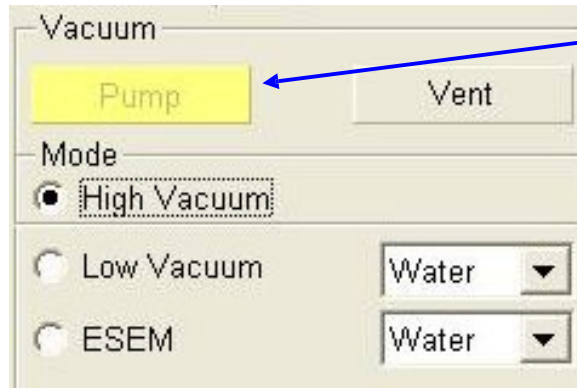 Vacuum
Pump Vent
Mode
High Vacuum
Low Vacuum Water
ESEM Water